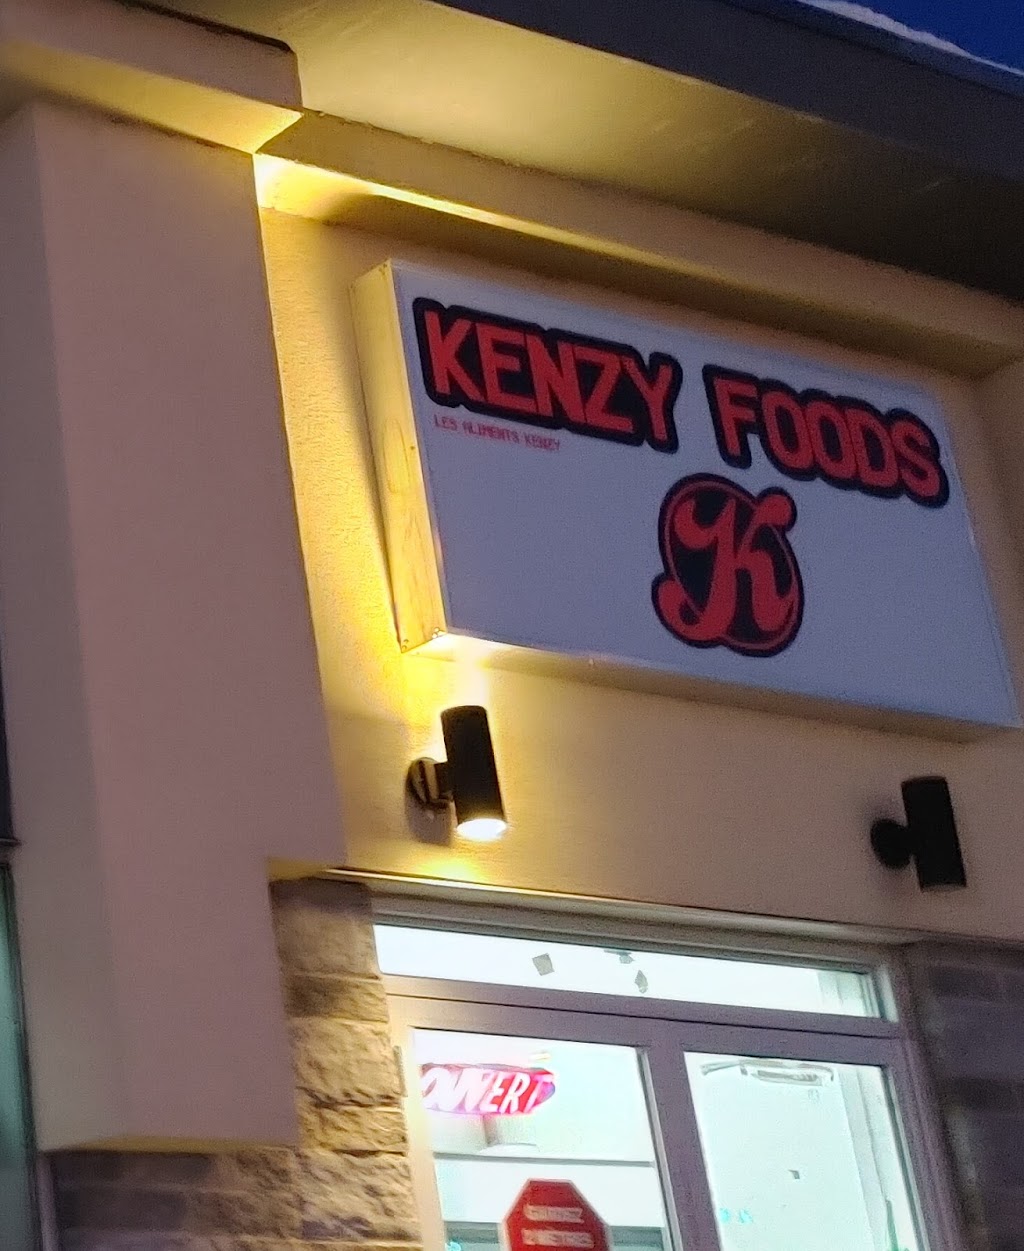 KENZY FOODS
LES ALIMENTS KENZY
K
OUVERT